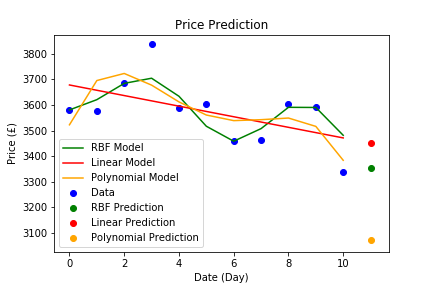 Price Prediction
Price (£)
3800
3700
3600
3500
3400
3300
3200
3100
RBF Model
Linear Model
Polynomial Model
Data
RBF Prediction
Linear Prediction
Polynomial Prediction
0
2
4
6
8
10
Date (Day)